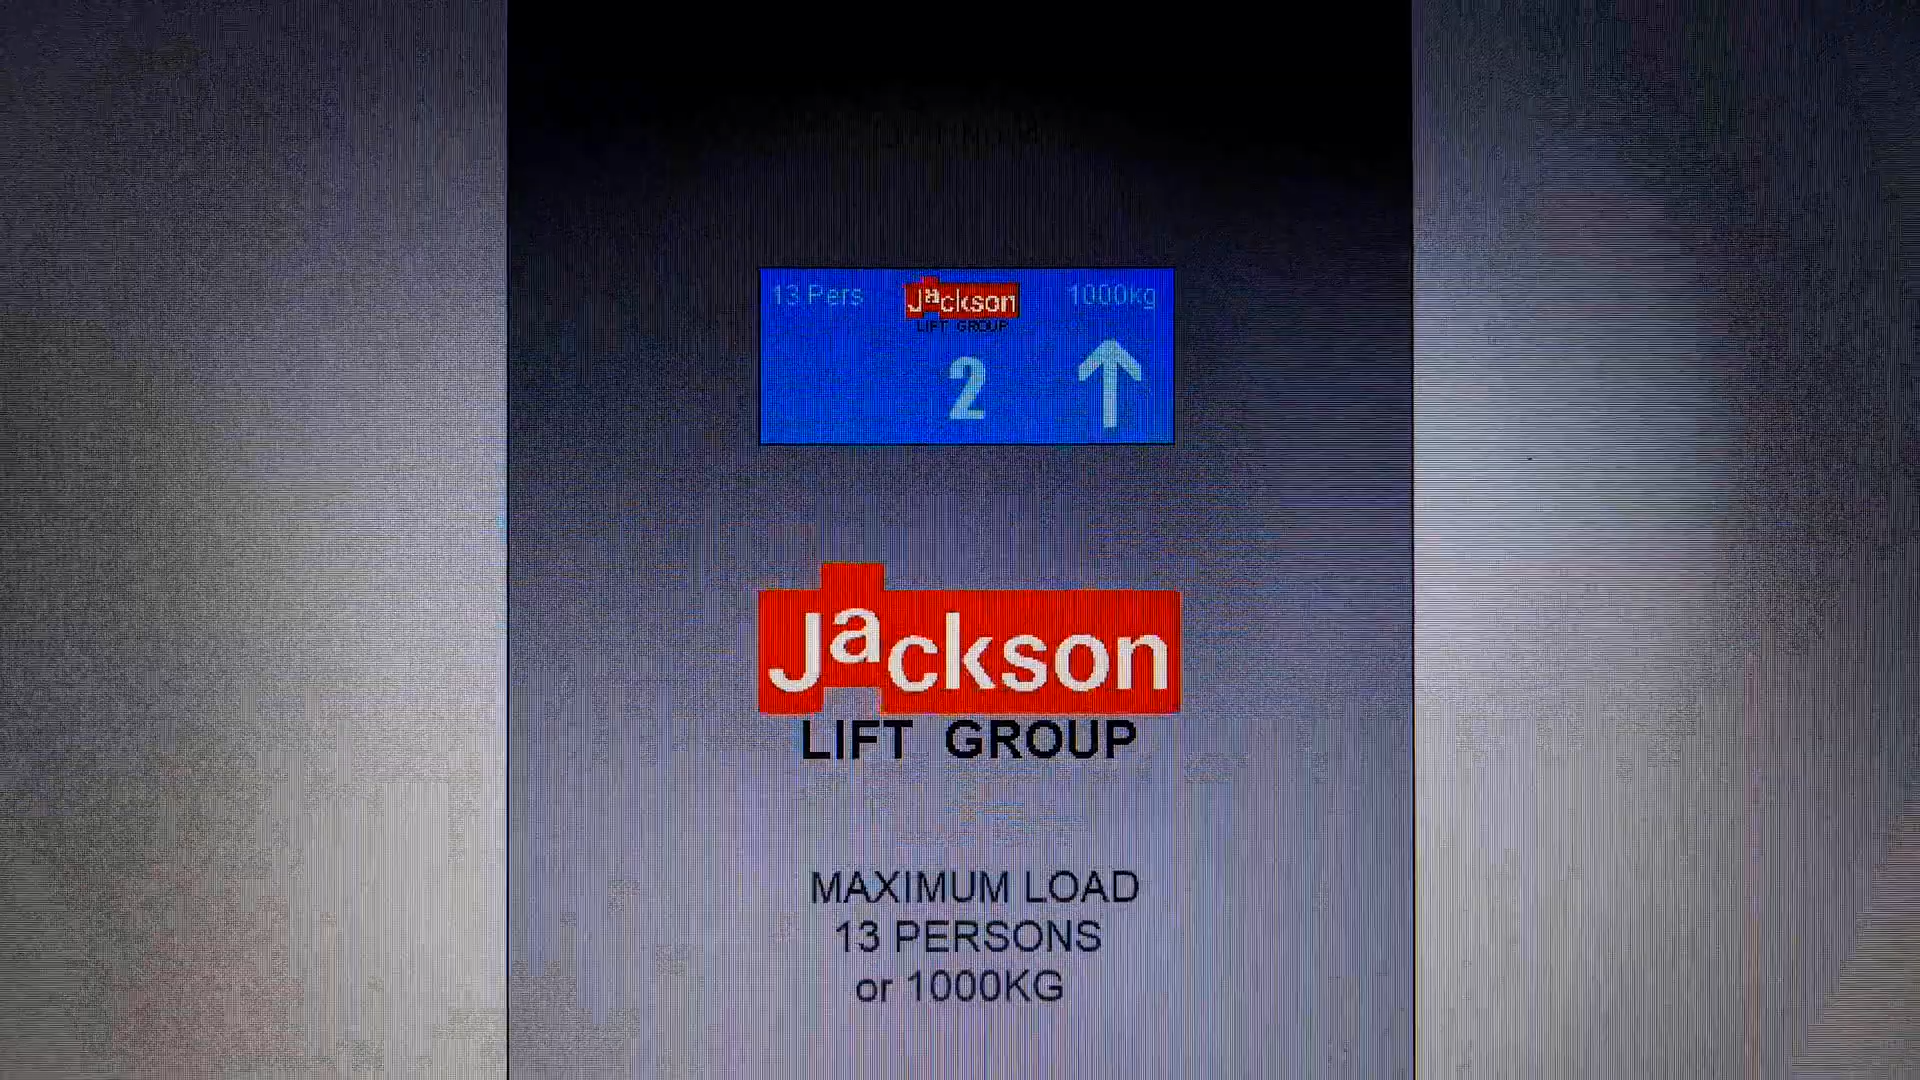 13 Pers
Jackson
1000kg
LIFT GROUP
2
Jackson
LIFT GROUP
MAXIMUM LOAD
13 PERSONS
or 1000KG